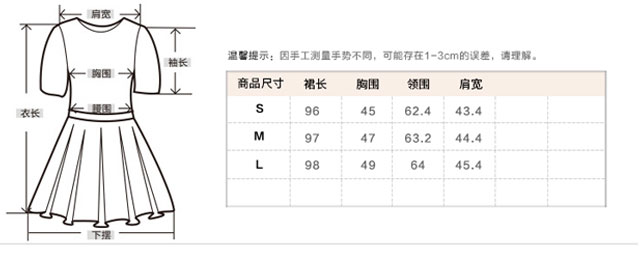 肩宽
袖长
胸围
腰围
衣长
下摆
温馨提示：因手工测量手势不同，可能存在1-3cm的误差，请理解。
商品尺寸 裙长 胸围 领围 肩宽
S 96 45 62.4 43.4
M 97 47 63.2 44.4
L 98 49 64 45.4